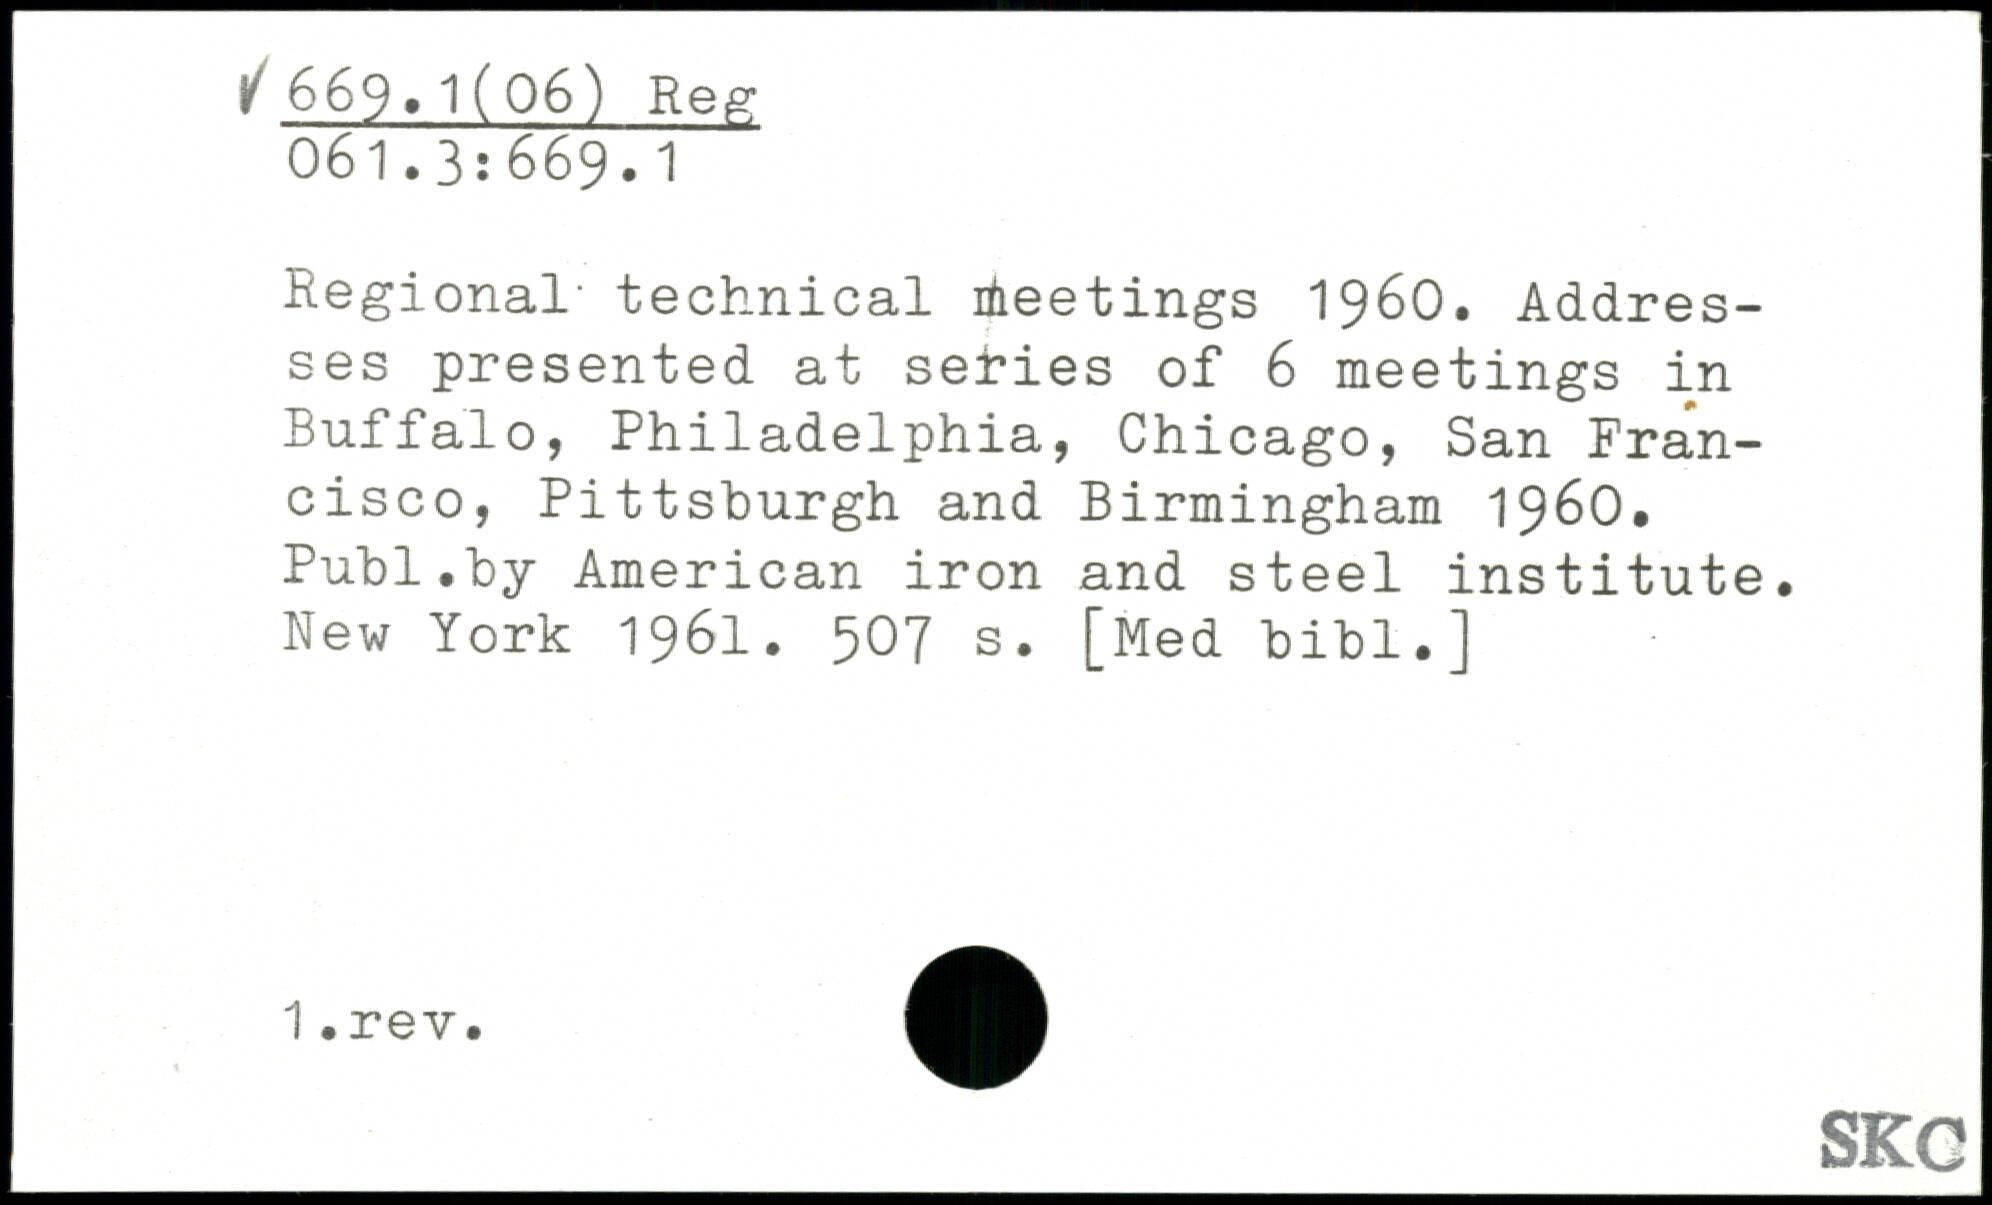 ✓ 669.1(06) Reg
061.3:669.1
Regional technical meetings 1960. Addres-
ses presented at series of 6 meetings in
Buffalo, Philadelphia, Chicago, San Fran-
cisco, Pittsburgh and Birmingham 1960.
Publ.by American iron and steel institute.
New York 1961. 507 s. [Med bibl.]
1.rev.
SKC